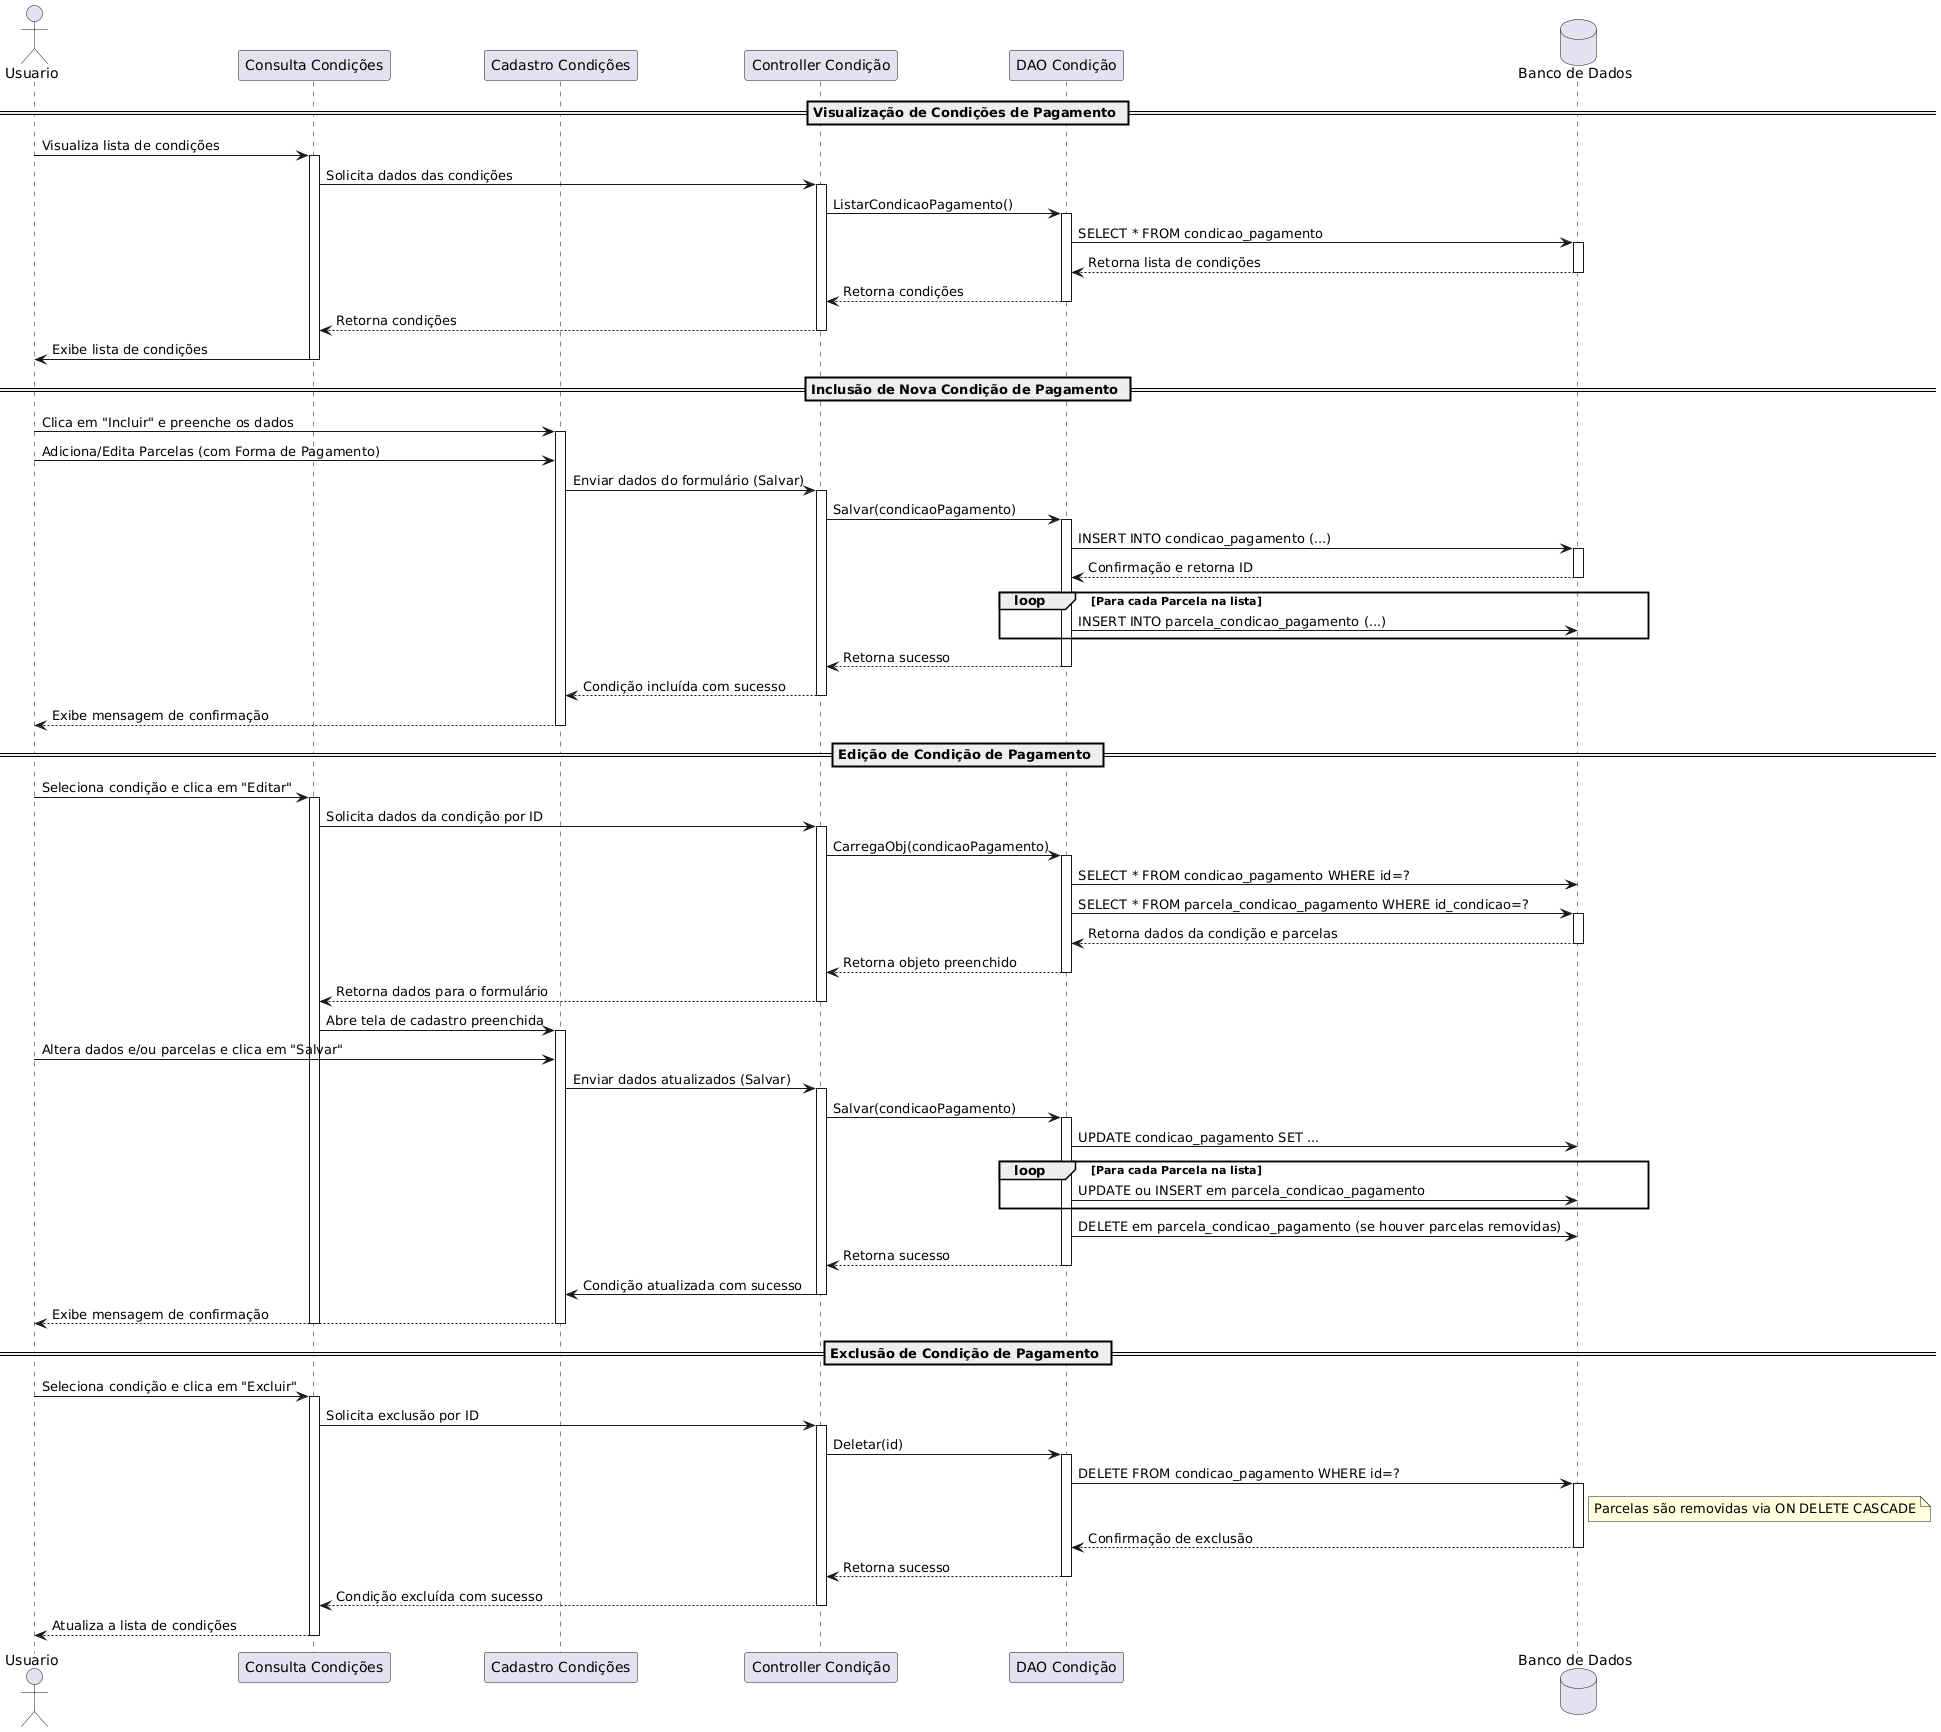 Usuario
Consulta Condições
Cadastro Condições
Controller Condição
DAO Condição
Banco de Dados
Visualização de Condições de Pagamento
Visualiza lista de condições
Solicita dados das condições
ListarCondicaoPagamento()
SELECT * FROM condicao_pagamento
Retorna lista de condições
Retorna condições
Retorna condições
Exibe lista de condições
Inclusão de Nova Condição de Pagamento
Clica em "Incluir" e preenche os dados
Adiciona/Edita Parcelas (com Forma de Pagamento)
Enviar dados do formulário (Salvar)
Salvar(condicaoPagamento)
INSERT INTO condicao_pagamento (...)
Confirmação e retorna ID
loop [Para cada Parcela na lista]
INSERT INTO parcela_condicao_pagamento (...)
Retorna sucesso
Condição incluída com sucesso
Exibe mensagem de confirmação
Edição de Condição de Pagamento
Seleciona condição e clica em "Editar"
Solicita dados da condição por ID
CarregaObj(condicaoPagamento)
SELECT * FROM condicao_pagamento WHERE id=?
SELECT * FROM parcela_condicao_pagamento WHERE id_condicao=?
Retorna dados da condição e parcelas
Retorna objeto preenchido
Retorna dados para o formulário
Abre tela de cadastro preenchida
Altera dados e/ou parcelas e clica em "Salvar"
Enviar dados atualizados (Salvar)
Salvar(condicaoPagamento)
UPDATE condicao_pagamento SET ...
loop [Para cada Parcela na lista]
UPDATE ou INSERT em parcela_condicao_pagamento
DELETE em parcela_condicao_pagamento (se houver parcelas removidas)
Retorna sucesso
Condição atualizada com sucesso
Exibe mensagem de confirmação
Exclusão de Condição de Pagamento
Seleciona condição e clica em "Excluir"
Solicita exclusão por ID
Deletar(id)
DELETE FROM condicao_pagamento WHERE id=?
Parcelas são removidas via ON DELETE CASCADE
Confirmação de exclusão
Retorna sucesso
Condição excluída com sucesso
Atualiza a lista de condições
Usuario
Consulta Condições
Cadastro Condições
Controller Condição
DAO Condição
Banco de Dados